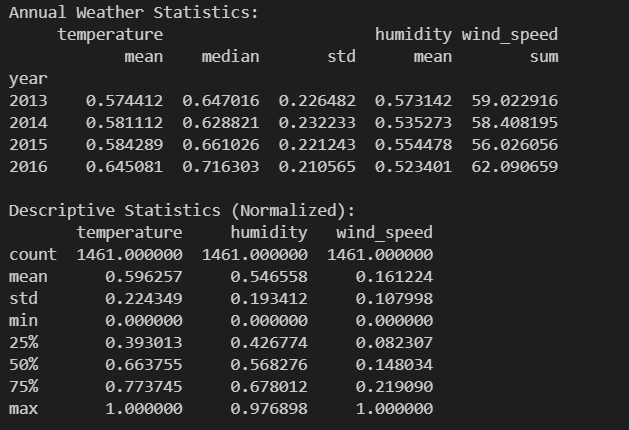 Annual Weather Statistics:
temperature humidity wind_speed
mean median std mean sum
year
2013 0.574412 0.647016 0.226482 0.573142 59.022916
2014 0.581112 0.628821 0.232233 0.535273 58.408195
2015 0.584289 0.661026 0.221243 0.554478 56.026056
2016 0.645081 0.716303 0.210565 0.523401 62.090659
Descriptive Statistics (Normalized):
temperature humidity wind_speed
count 1461.000000 1461.000000 1461.000000
mean 0.596257 0.546558 0.161224
std 0.224349 0.193412 0.107998
min 0.000000 0.000000 0.000000
25% 0.393013 0.426774 0.082307
50% 0.663755 0.568276 0.148034
75% 0.773745 0.678012 0.219090
max 1.000000 0.976898 1.000000